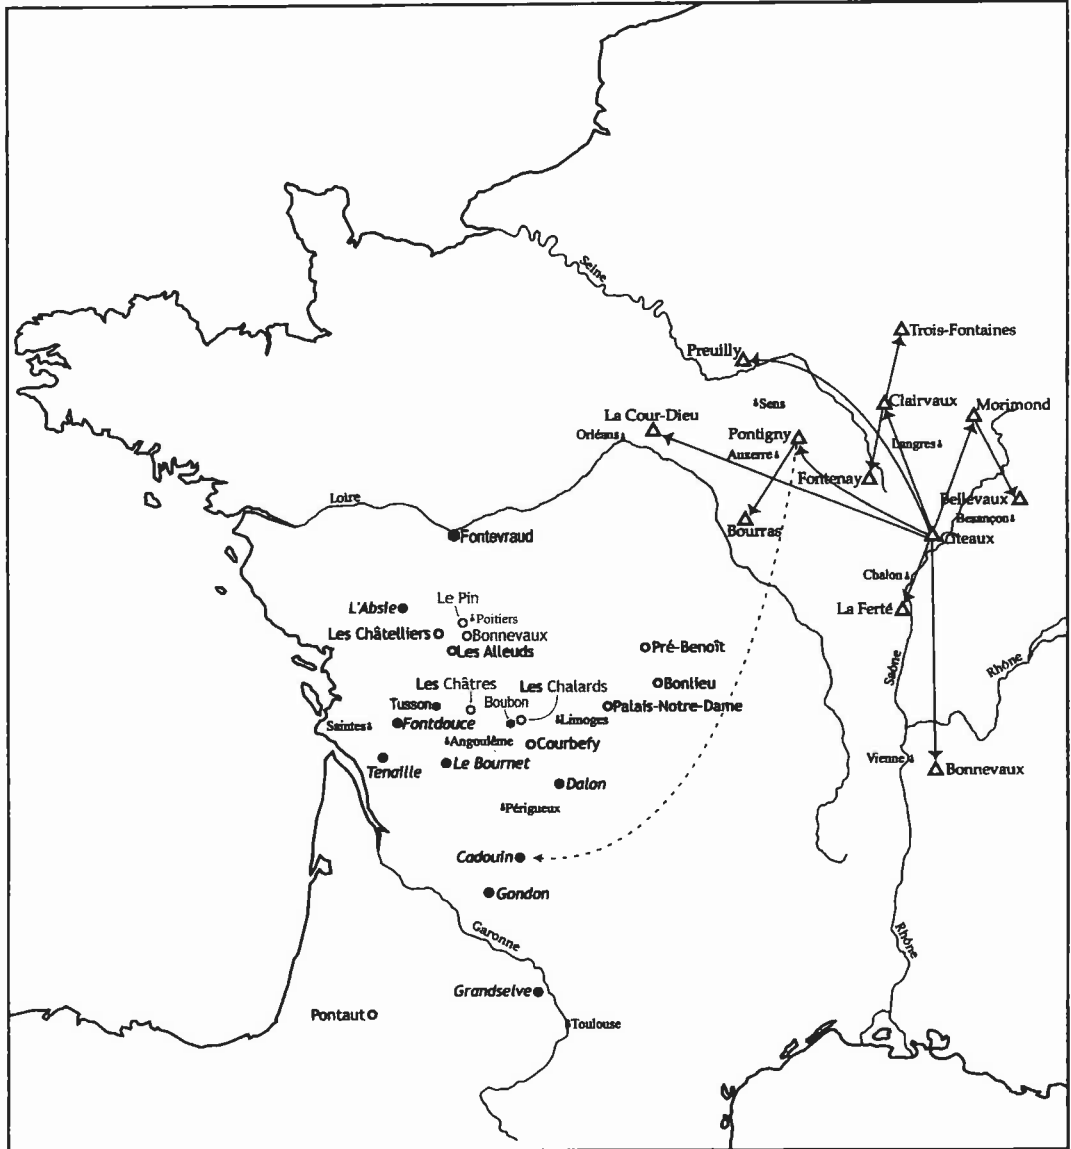 Seine
Trois-Fontaines
Preuilly
Clairvaux
Sens
Morimond
La Cour-Dieu
Orléans
Pontigny
Langres
Auxerre
Fontenay
Bellevaux
Loire
Besançon
Bourras
Fontevraud
Cîteaux
Chalon
Le Pin
L'Absie
La Ferté
Poitiers
Les Châtelliers
Bonnevaux
Les Alleuds
Pré-Benoît
Saône
Rhône
Les Châtres
Les Chalards
Bonlieu
Tusson
Boubon
Palais-Notre-Dame
Saintes
Fontdouce
Limoges
Angoulême
Courbefy
Le Bournet
Vienne
Tenaille
Bonnevaux
Dalon
Périgueux
Cadouin
Gondon
Garonne
Rhône
Grandselve
Pontaut
Toulouse